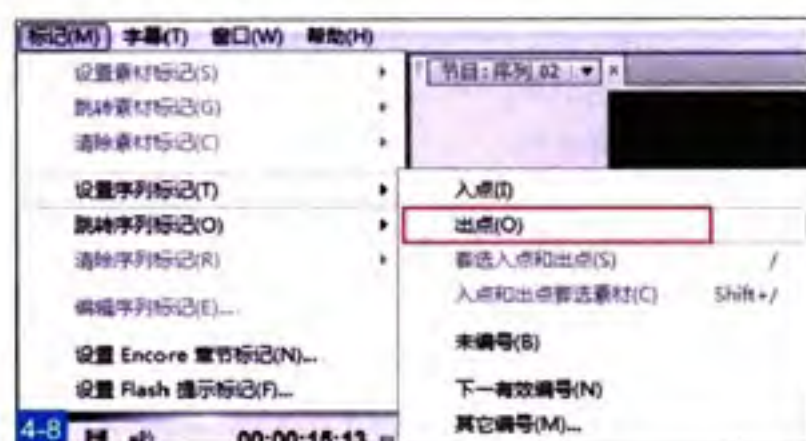 标记(M) 字幕(T) 窗口(W) 帮助(H)
设置素材标记(S)
跳转素材标记(G)
清除素材标记(C)
设置序列标记(T)
跳转序列标记(O)
清除序列标记(R)
编辑序列标记(E)...
设置 Encore 章节标记(N)...
设置 Flash 提示标记(F)...
节目:序列 02 ×
入点(I)
出点(O)
套选入点和出点(S) /
入点和出点套选素材(C) Shift+/
未编号(B)
下一有效编号(N)
其它编号(M)...
4-8
00:00:15:13